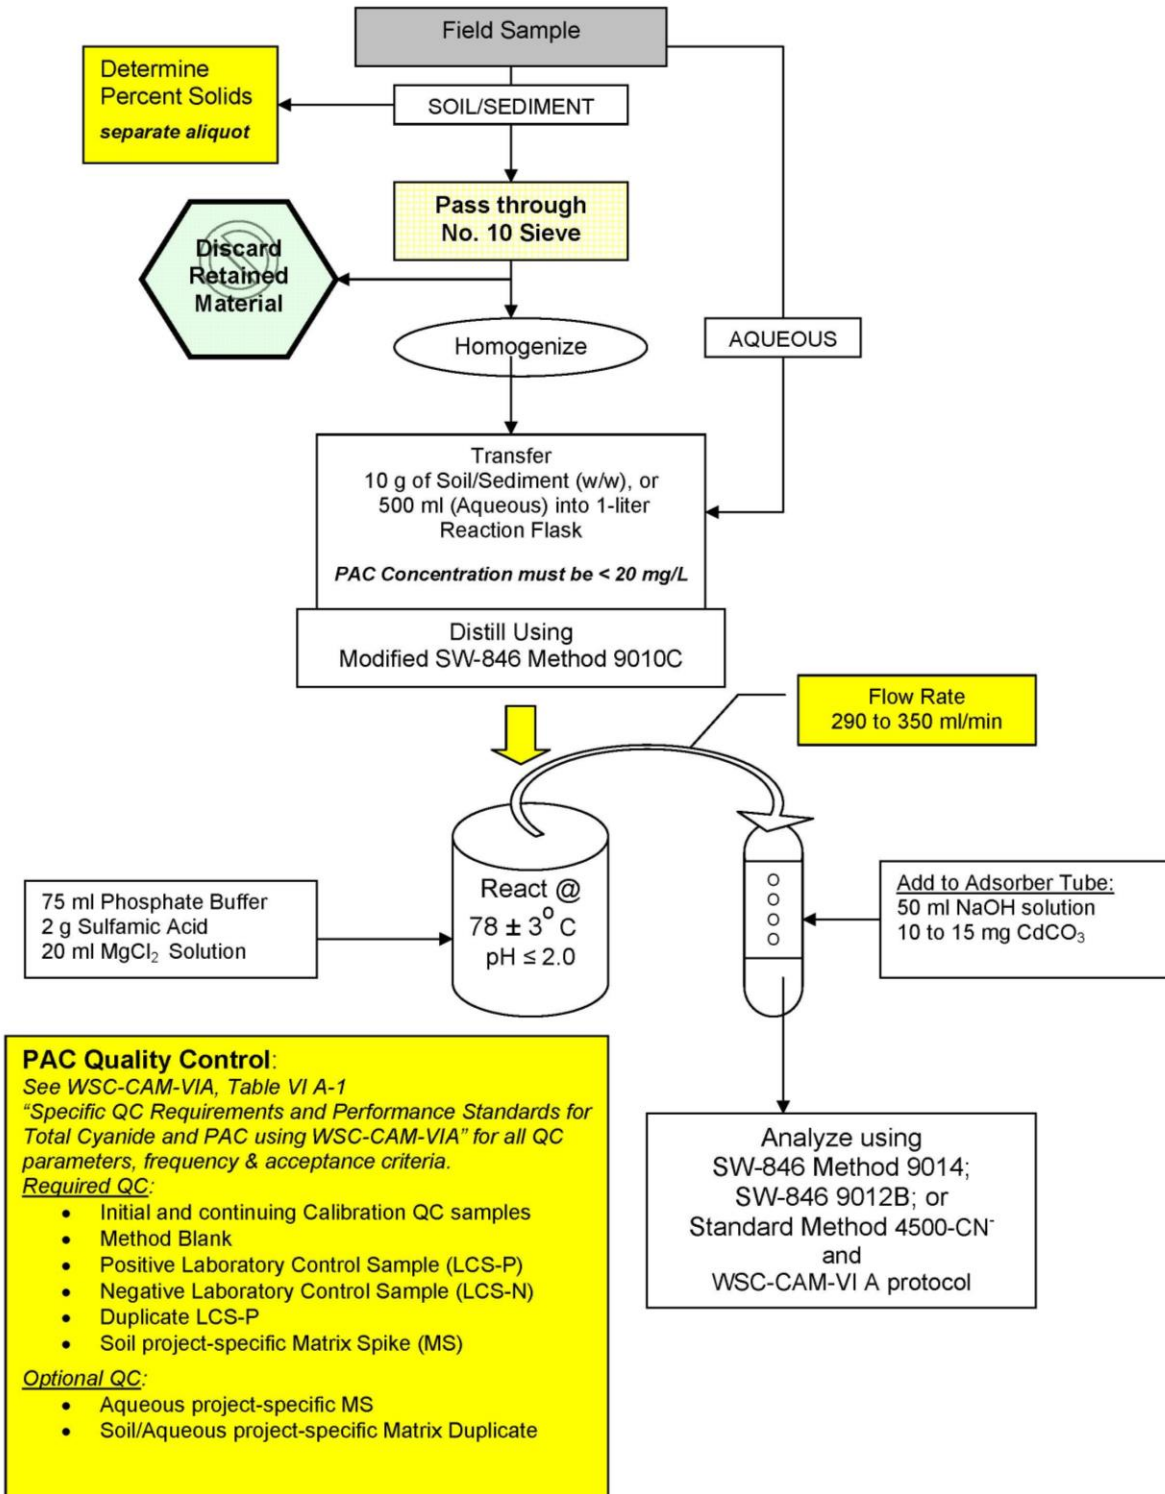 Field Sample
Determine
Percent Solids
separate aliquot
SOIL/SEDIMENT
Pass through
No. 10 Sieve
Discard
Retained
Material
Homogenize
AQUEOUS
Transfer
10 g of Soil/Sediment (w/w), or
500 ml (Aqueous) into 1-liter
Reaction Flask
PAC Concentration must be < 20 mg/L
Distill Using
Modified SW-846 Method 9010C
Flow Rate
290 to 350 ml/min
75 ml Phosphate Buffer
2 g Sulfamic Acid
20 ml MgCl₂ Solution
React @
78 ± 3° C
pH ≤ 2.0
O
O
O
O
Add to Adsorber Tube:
50 ml NaOH solution
10 to 15 mg CdCO₃
PAC Quality Control:
See WSC-CAM-VIA, Table VI A-1
“Specific QC Requirements and Performance Standards for
Total Cyanide and PAC using WSC-CAM-VIA” for all QC
parameters, frequency & acceptance criteria.
Required QC:
• Initial and continuing Calibration QC samples
• Method Blank
• Positive Laboratory Control Sample (LCS-P)
• Negative Laboratory Control Sample (LCS-N)
• Duplicate LCS-P
• Soil project-specific Matrix Spike (MS)
Optional QC:
• Aqueous project-specific MS
• Soil/Aqueous project-specific Matrix Duplicate
Analyze using
SW-846 Method 9014;
SW-846 9012B; or
Standard Method 4500-CN⁻
and
WSC-CAM-VI A protocol